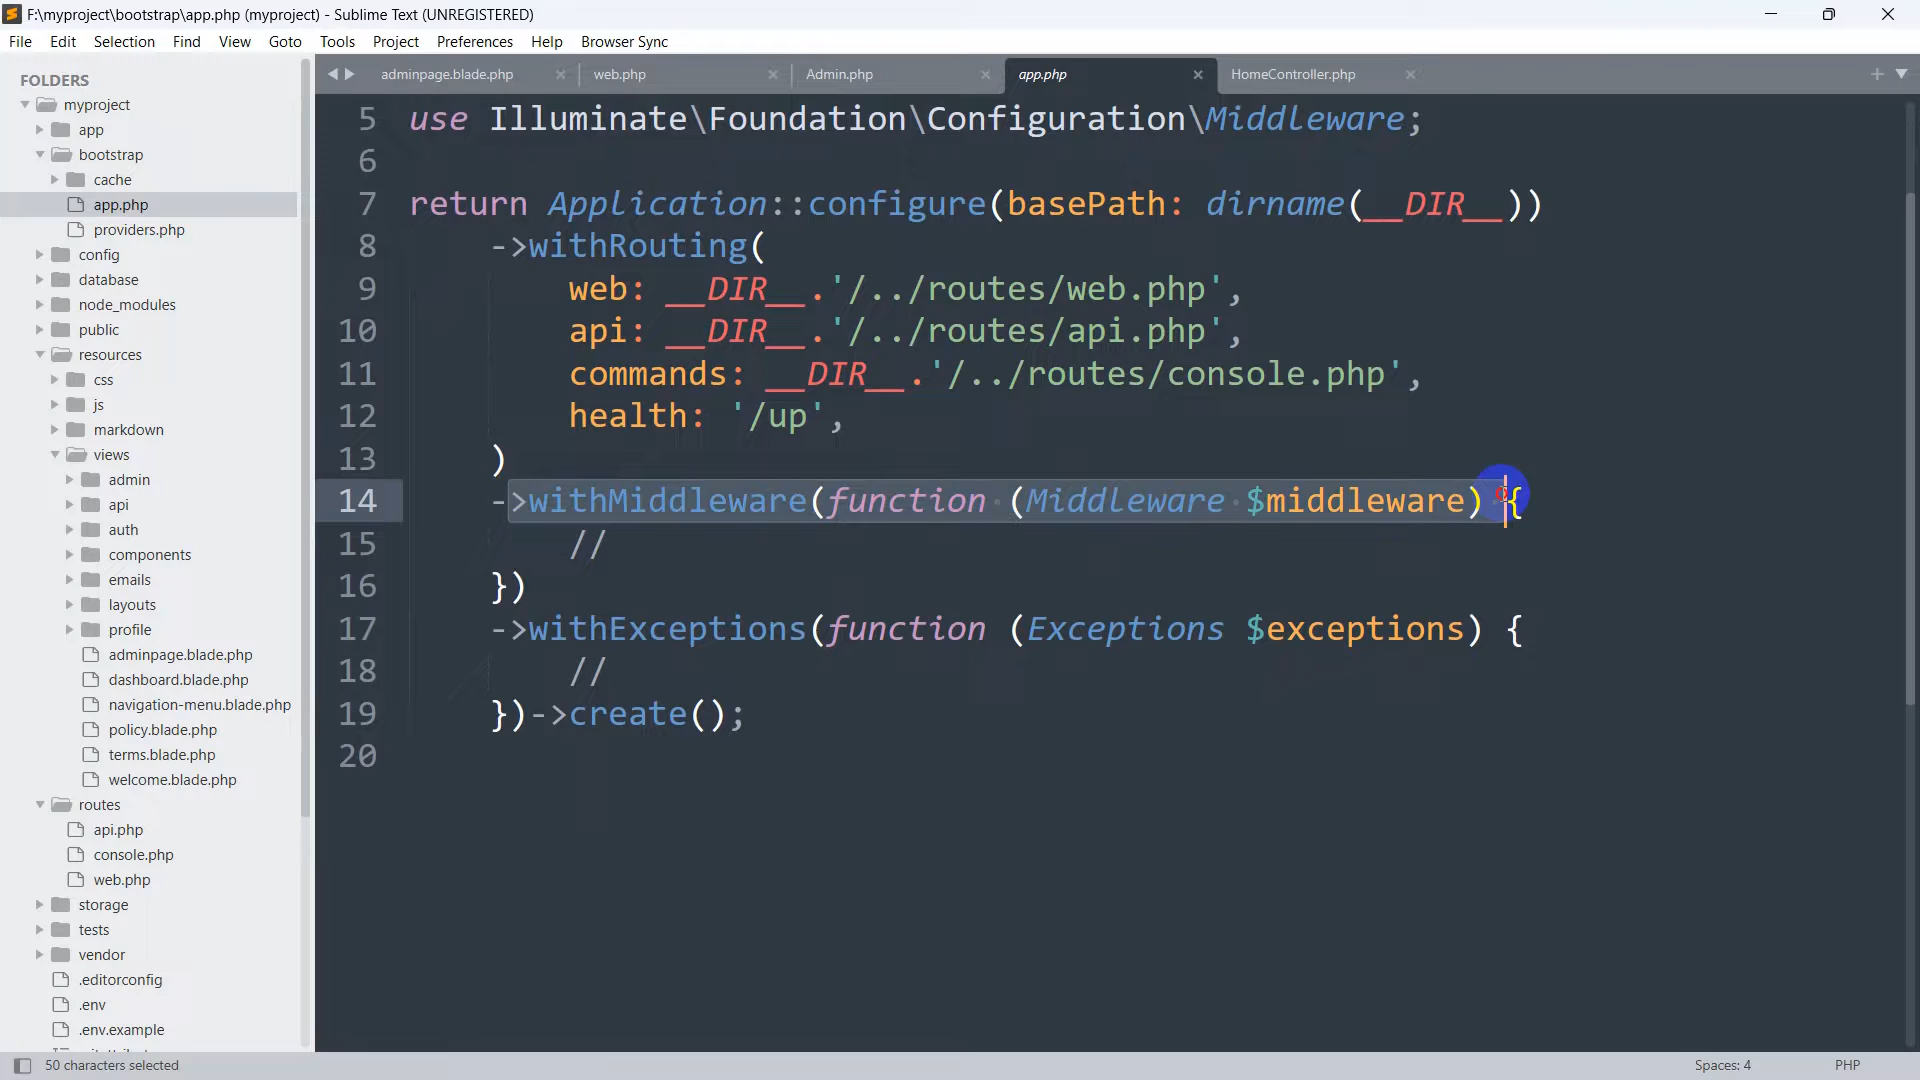 F:\myproject\bootstrap\app.php (myproject) - Sublime Text (UNREGISTERED)
File Edit Selection Find View Goto Tools Project Preferences Help Browser Sync
FOLDERS
myproject
app
bootstrap
cache
app.php
providers.php
config
database
node_modules
public
resources
css
js
markdown
views
admin
api
auth
components
emails
layouts
profile
adminpage.blade.php
dashboard.blade.php
navigation-menu.blade.php
policy.blade.php
terms.blade.php
welcome.blade.php
routes
api.php
console.php
web.php
storage
tests
vendor
.editorconfig
.env
.env.example
adminpage.blade.php web.php Admin.php app.php HomeController.php
5 use Illuminate\Foundation\Configuration\Middleware;
6
7 return Application::configure(basePath: dirname(__DIR__))
8 ->withRouting(
9 web: __DIR__.'/../routes/web.php',
10 api: __DIR__.'/../routes/api.php',
11 commands: __DIR__.'/../routes/console.php',
12 health: '/up',
13 )
14 ->withMiddleware(function (Middleware $middleware) {
15 //
16 })
17 ->withExceptions(function (Exceptions $exceptions) {
18 //
19 })->create();
20
50 characters selected
Spaces: 4
PHP